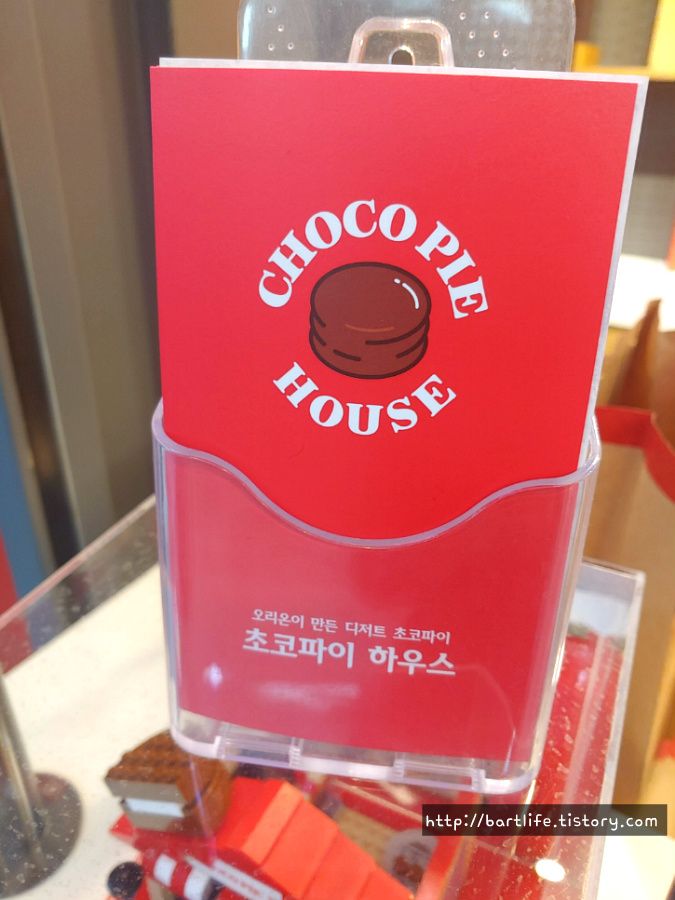 CHOCO PIE
HOUSE
오리온이 만든 디저트 초코파이
초코파이 하우스
http://bartlife.tistory.com/